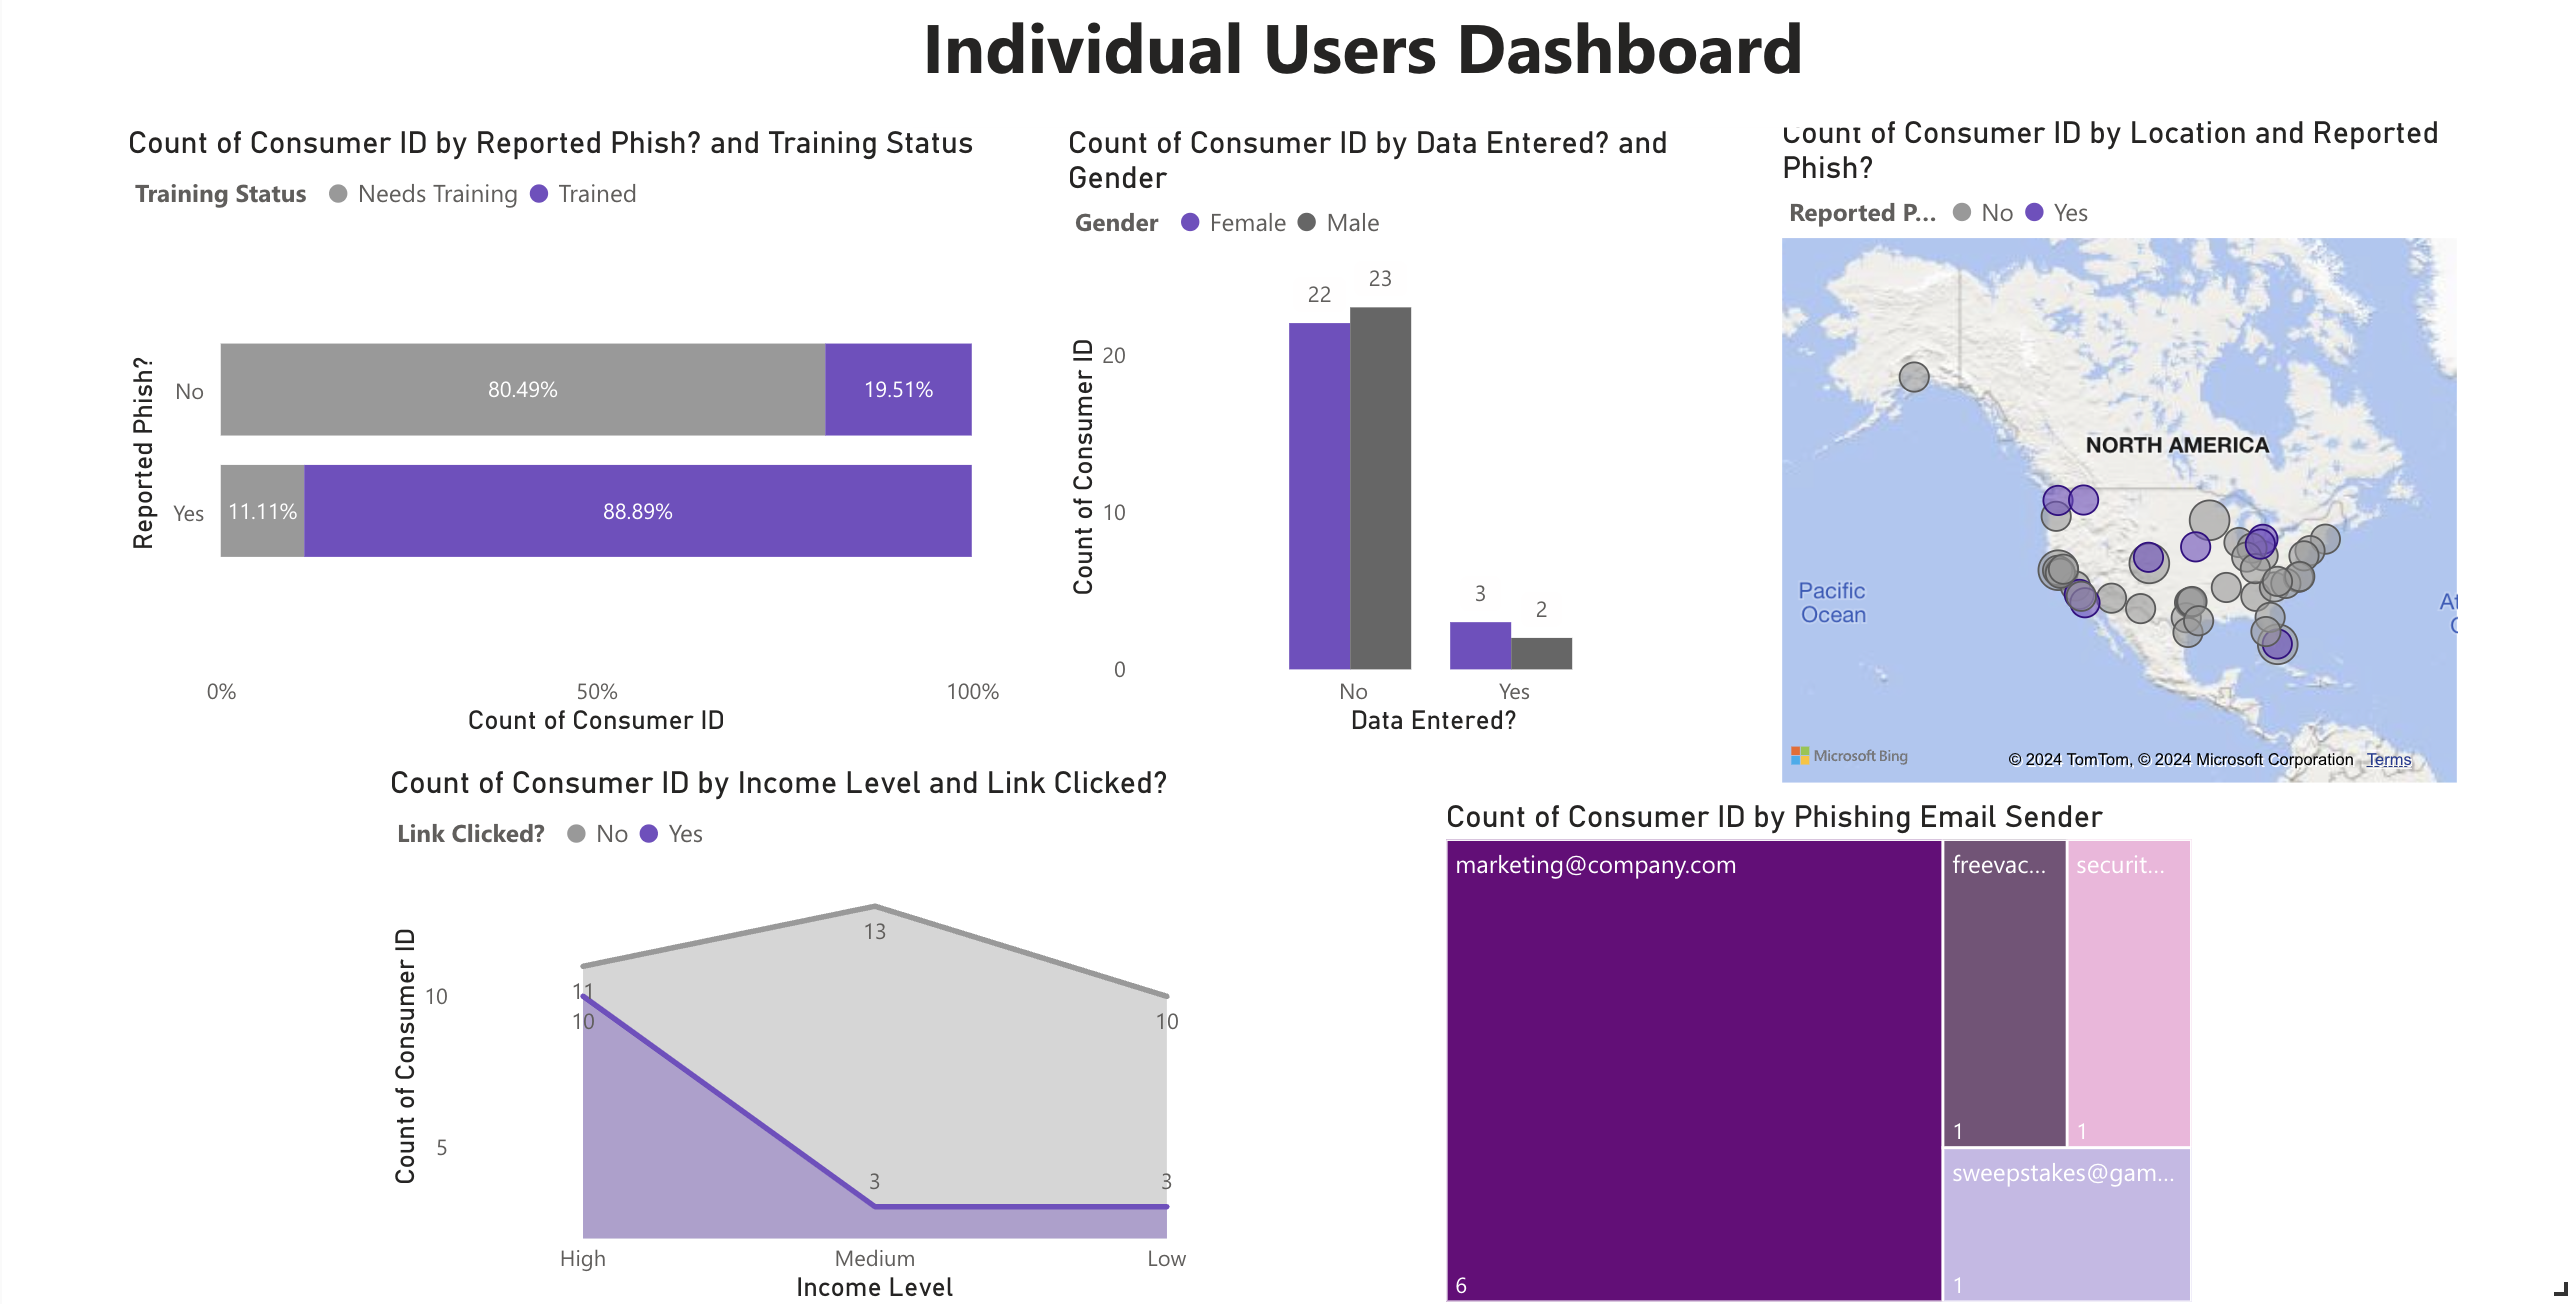 Individual Users Dashboard
Count of Consumer ID by Reported Phish? and Training Status
Training Status Needs Training Trained
Reported Phish?
No
80.49%
19.51%
Yes
11.11%
88.89%
0%
50%
100%
Count of Consumer ID
Count of Consumer ID by Data Entered? and
Gender
Gender Female Male
Count of Consumer ID
20
10
0
22
23
3
2
No
Yes
Data Entered?
Count of Consumer ID by Location and Reported
Phish?
Reported P... No Yes
NORTH AMERICA
Pacific
Ocean
Microsoft Bing
© 2024 TomTom, © 2024 Microsoft Corporation Terms
Count of Consumer ID by Income Level and Link Clicked?
Link Clicked? No Yes
Count of Consumer ID
10
5
11
10
13
3
10
3
High
Medium
Low
Income Level
Count of Consumer ID by Phishing Email Sender
marketing@company.com
6
freevac...
1
securit...
1
sweepstakes@gam...
1